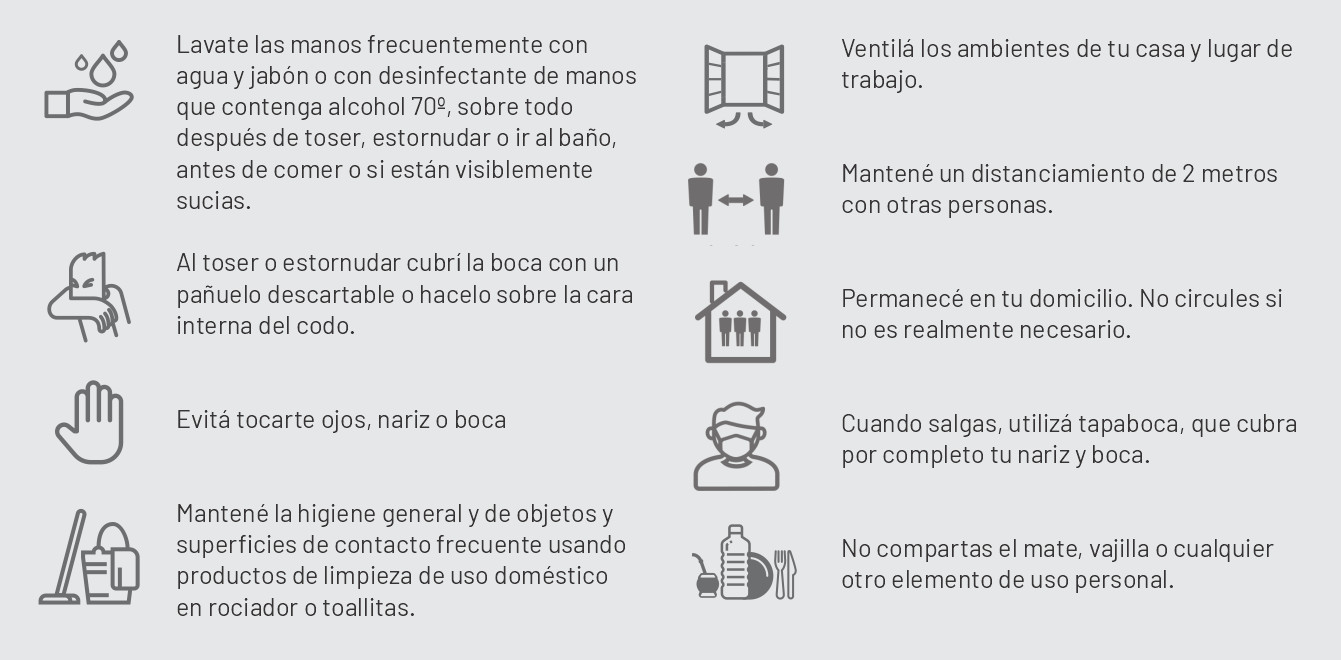 Lavate las manos frecuentemente con
agua y jabón o con desinfectante de manos
que contenga alcohol 70º, sobre todo
después de toser, estornudar o ir al baño,
antes de comer o si están visiblemente
sucias.
Al toser o estornudar cubrí la boca con un
pañuelo descartable o hacelo sobre la cara
interna del codo.
Evitá tocarte ojos, nariz o boca
Mantené la higiene general y de objetos y
superficies de contacto frecuente usando
productos de limpieza de uso doméstico
en rociador o toallitas.
Ventilá los ambientes de tu casa y lugar de
trabajo.
Mantené un distanciamiento de 2 metros
con otras personas.
Permanecé en tu domicilio. No circules si
no es realmente necesario.
Cuando salgas, utilizá tapaboca, que cubra
por completo tu nariz y boca.
No compartas el mate, vajilla o cualquier
otro elemento de uso personal.